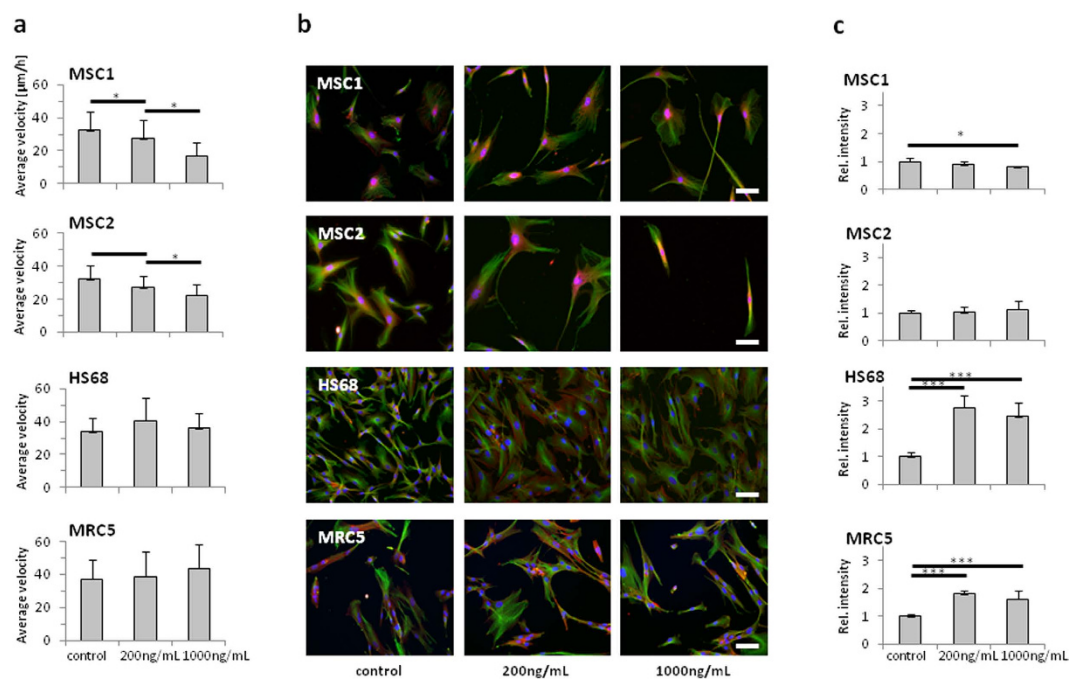 a
b
c
MSC1
Average velocity [µm/h]
60
40
20
0
*
*
MSC2
Average velocity
60
40
20
0
*
HS68
Average velocity
60
40
20
0
MRC5
Average velocity
60
40
20
0
control 200ng/mL 1000ng/mL
MSC1
MSC2
HS68
MRC5
control 200ng/mL 1000ng/mL
MSC1
Rel. intensity
3
2
1
0
*
MSC2
Rel. intensity
3
2
1
0
HS68
Rel. intensity
3
2
1
0
***
***
MRC5
Rel. intensity
3
2
1
0
***
***
control 200ng/mL 1000ng/mL